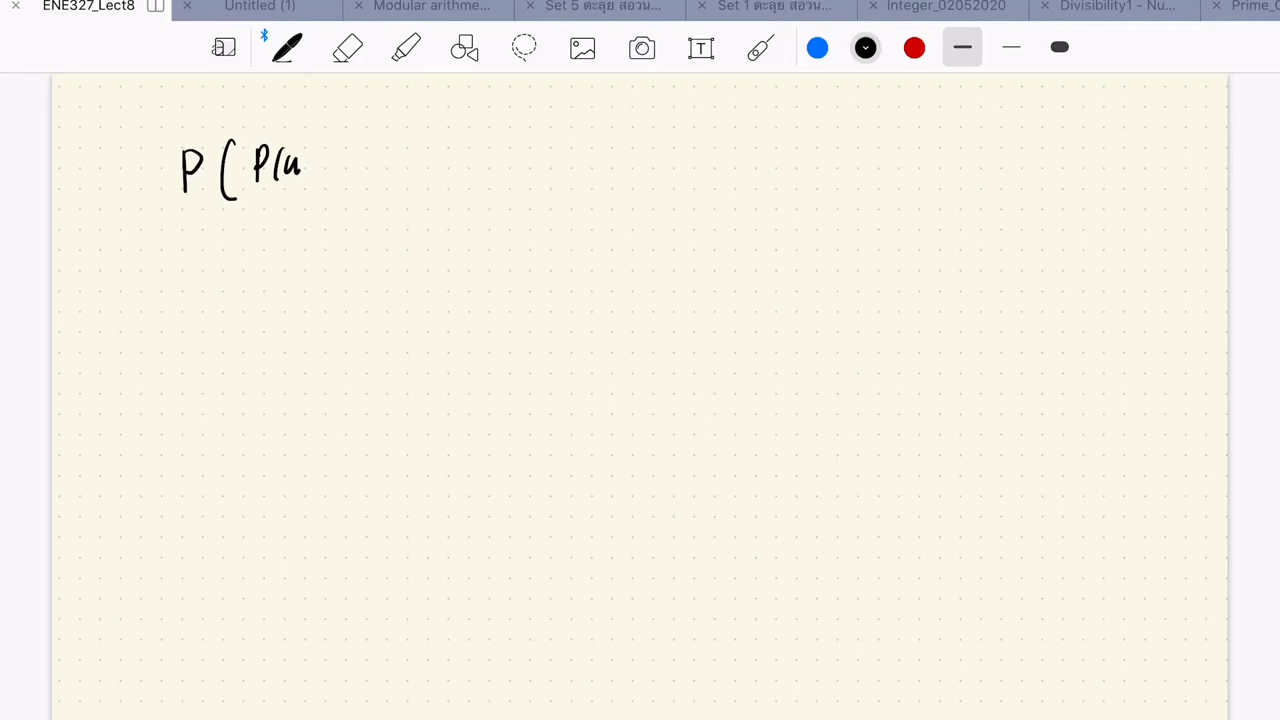 ENE327_Lect8 Untitled (1) Modular arithme... Set 5 ตะลุย สอวน... Set 1 ตะลุย สอวน... Integer_02052020 Divisibility1 - Nu... Prime_
T
P ( P(u